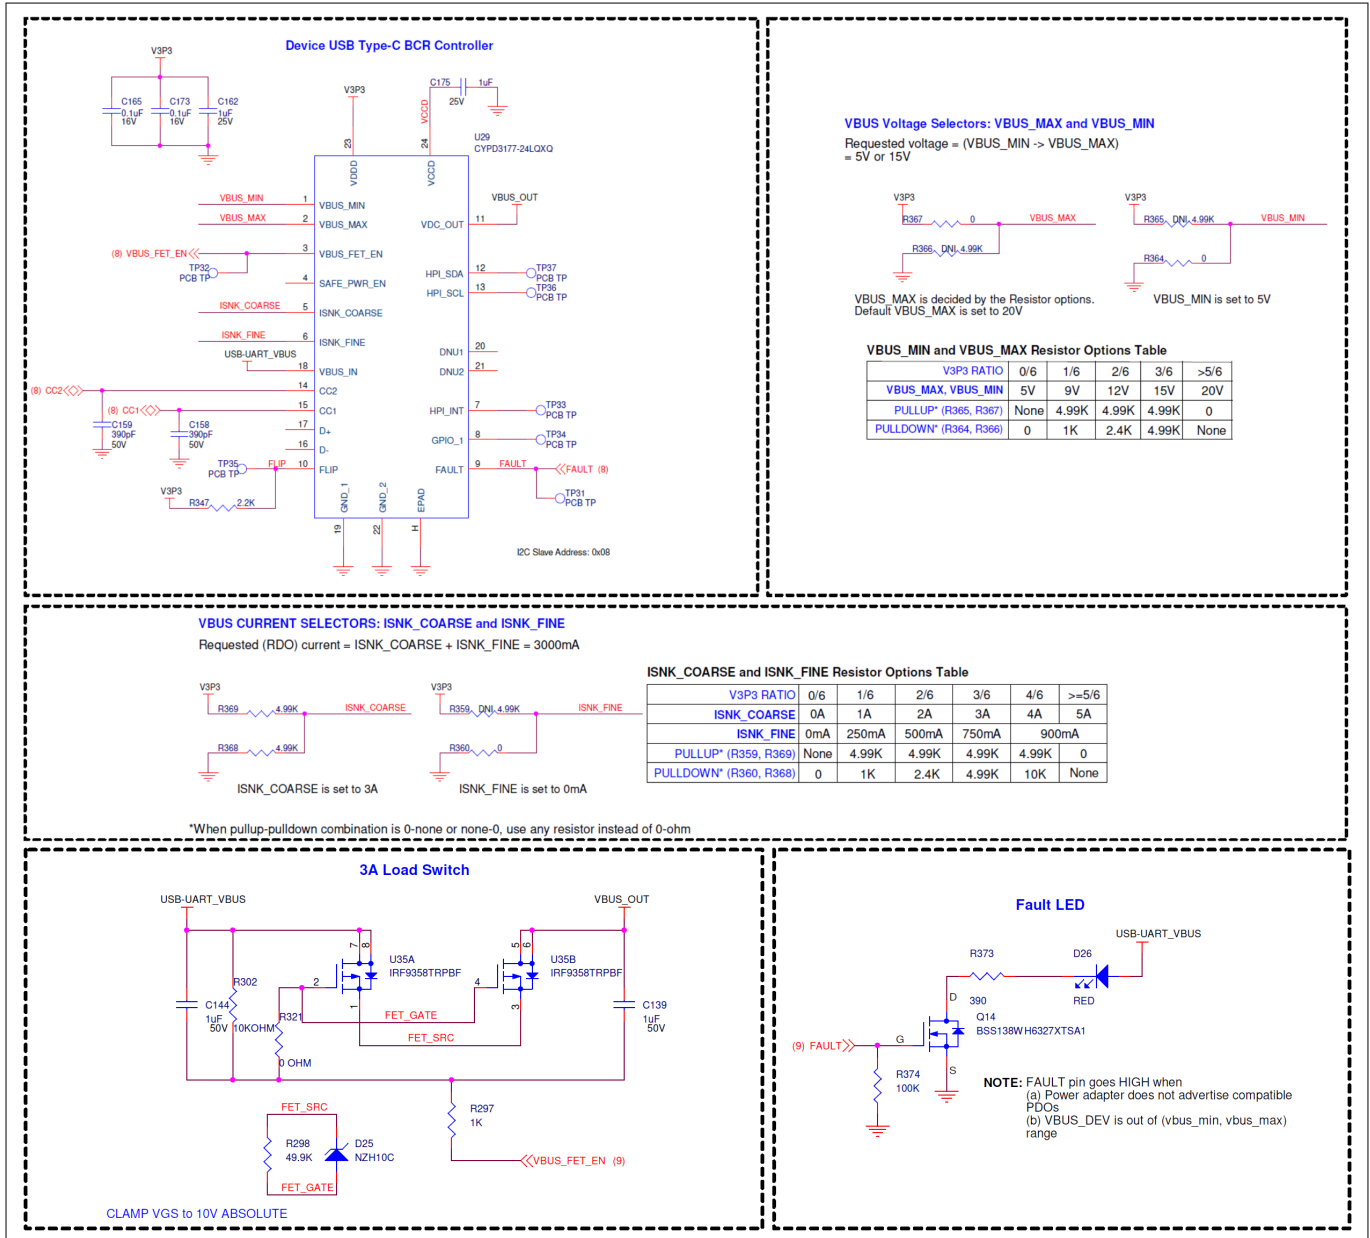 Device USB Type-C BCR Controller
V3P3
C165
0.1uF
16V
C173
0.1uF
16V
C162
1uF
25V
V3P3
C175
1uF
25V
VCCD
U29
CYPD3177-24LQXQ
23
24
VDDD
VCCD
VBUS_MIN
1
VBUS_MIN
VBUS_MAX
2
VBUS_MAX
(8) VBUS_FET_EN
3
VBUS_FET_EN
TP32
PCB TP
4
SAFE_PWR_EN
ISNK_COARSE
5
ISNK_COARSE
ISNK_FINE
6
ISNK_FINE
USB-UART_VBUS
18
VBUS_IN
(8) CC2
14
CC2
(8) CC1
15
CC1
C159
390pF
50V
C158
390pF
50V
17
D+
16
D-
TP35
PCB TP
FLIP
10
FLIP
V3P3
R347
2.2K
VBUS_OUT
VDC_OUT
11
HPI_SDA
12
TP37
PCB TP
HPI_SCL
13
TP36
PCB TP
DNU1
20
DNU2
21
HPI_INT
7
TP33
PCB TP
GPIO_1
8
TP34
PCB TP
FAULT
9
FAULT
FAULT (8)
TP31
PCB TP
GND_1
GND_2
EPAD
19
22
H
I2C Slave Address: 0x08
VBUS Voltage Selectors: VBUS_MAX and VBUS_MIN
Requested voltage = (VBUS_MIN -> VBUS_MAX)
= 5V or 15V
V3P3
R367
0
VBUS_MAX
R366
DNI
4.99K
V3P3
R365
DNI
4.99K
VBUS_MIN
R364
0
VBUS_MAX is decided by the Resistor options.
Default VBUS_MAX is set to 20V
VBUS_MIN is set to 5V
VBUS_MIN and VBUS_MAX Resistor Options Table
V3P3 RATIO 0/6 1/6 2/6 3/6 >5/6
VBUS_MAX, VBUS_MIN 5V 9V 12V 15V 20V
PULLUP* (R365, R367) None 4.99K 4.99K 4.99K 0
PULLDOWN* (R364, R366) 0 1K 2.4K 4.99K None
VBUS CURRENT SELECTORS: ISNK_COARSE and ISNK_FINE
Requested (RDO) current = ISNK_COARSE + ISNK_FINE = 3000mA
V3P3
R369
4.99K
ISNK_COARSE
R368
4.99K
ISNK_COARSE is set to 3A
V3P3
R359
DNI
4.99K
ISNK_FINE
R360
0
ISNK_FINE is set to 0mA
ISNK_COARSE and ISNK_FINE Resistor Options Table
V3P3 RATIO 0/6 1/6 2/6 3/6 4/6 >=5/6
ISNK_COARSE 0A 1A 2A 3A 4A 5A
ISNK_FINE 0mA 250mA 500mA 750mA 900mA
PULLUP* (R359, R369) None 4.99K 4.99K 4.99K 4.99K 0
PULLDOWN* (R360, R368) 0 1K 2.4K 4.99K 10K None
*When pullup-pulldown combination is 0-none or none-0, use any resistor instead of 0-ohm
3A Load Switch
USB-UART_VBUS
VBUS_OUT
7
8
U35A
IRF9358TRPBF
2
1
5
6
U35B
IRF9358TRPBF
4
3
C144
1uF
50V
R302
10KOHM
R321
0 OHM
FET_GATE
FET_SRC
C139
1uF
50V
R297
1K
VBUS_FET_EN (9)
FET_SRC
R298
49.9K
D25
NZH10C
FET_GATE
CLAMP VGS to 10V ABSOLUTE
Fault LED
USB-UART_VBUS
R373
390
D26
RED
D
Q14
BSS138WH6327XTSA1
(9) FAULT
G
S
R374
100K
NOTE: FAULT pin goes HIGH when
(a) Power adapter does not advertise compatible
PDOs
(b) VBUS_DEV is out of (vbus_min, vbus_max)
range